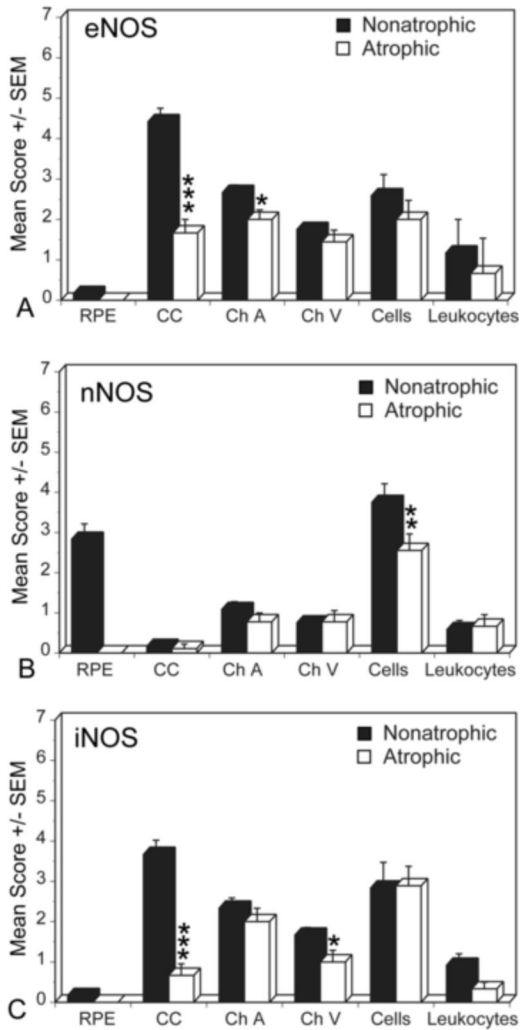 eNOS
Nonatrophic
Atrophic
Mean Score +/- SEM
7
6
5
4
3
2
1
0
***
*
A
RPE CC Ch A Ch V Cells Leukocytes
nNOS
Nonatrophic
Atrophic
Mean Score +/- SEM
7
6
5
4
3
2
1
0
**
B
RPE CC Ch A Ch V Cells Leukocytes
iNOS
Nonatrophic
Atrophic
Mean Score +/- SEM
7
6
5
4
3
2
1
0
***
*
C
RPE CC Ch A Ch V Cells Leukocytes